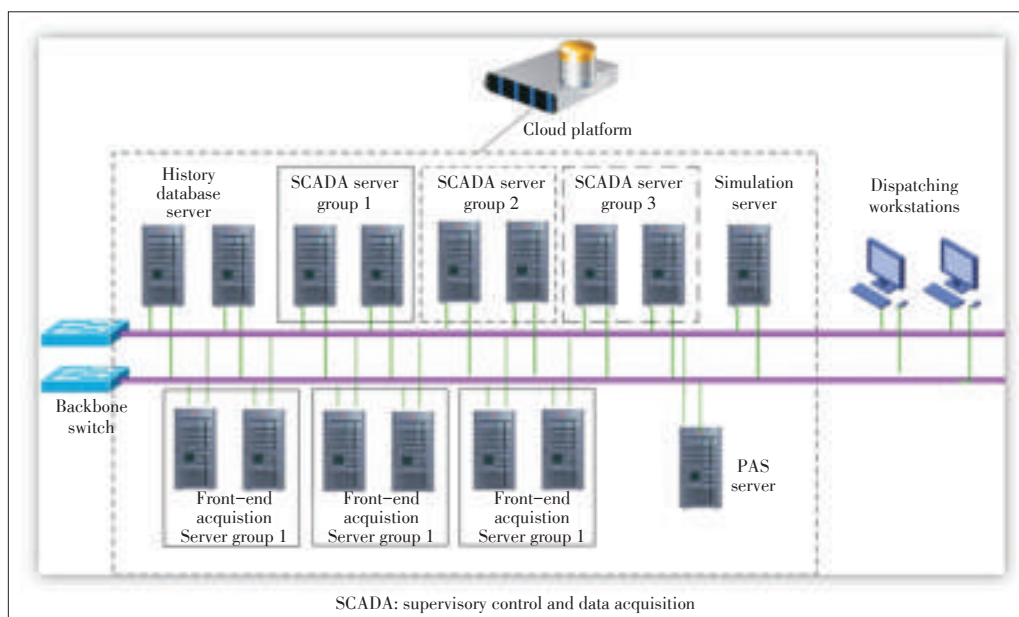 Cloud platform
History
database
server
SCADA server
group 1
SCADA server
group 2
SCADA server
group 3
Simulation
server
Dispatching
workstations
Backbone
switch
Front-end
acquistion
Server group 1
Front-end
acquistion
Server group 1
Front-end
acquistion
Server group 1
PAS
server
SCADA: supervisory control and data acquisition